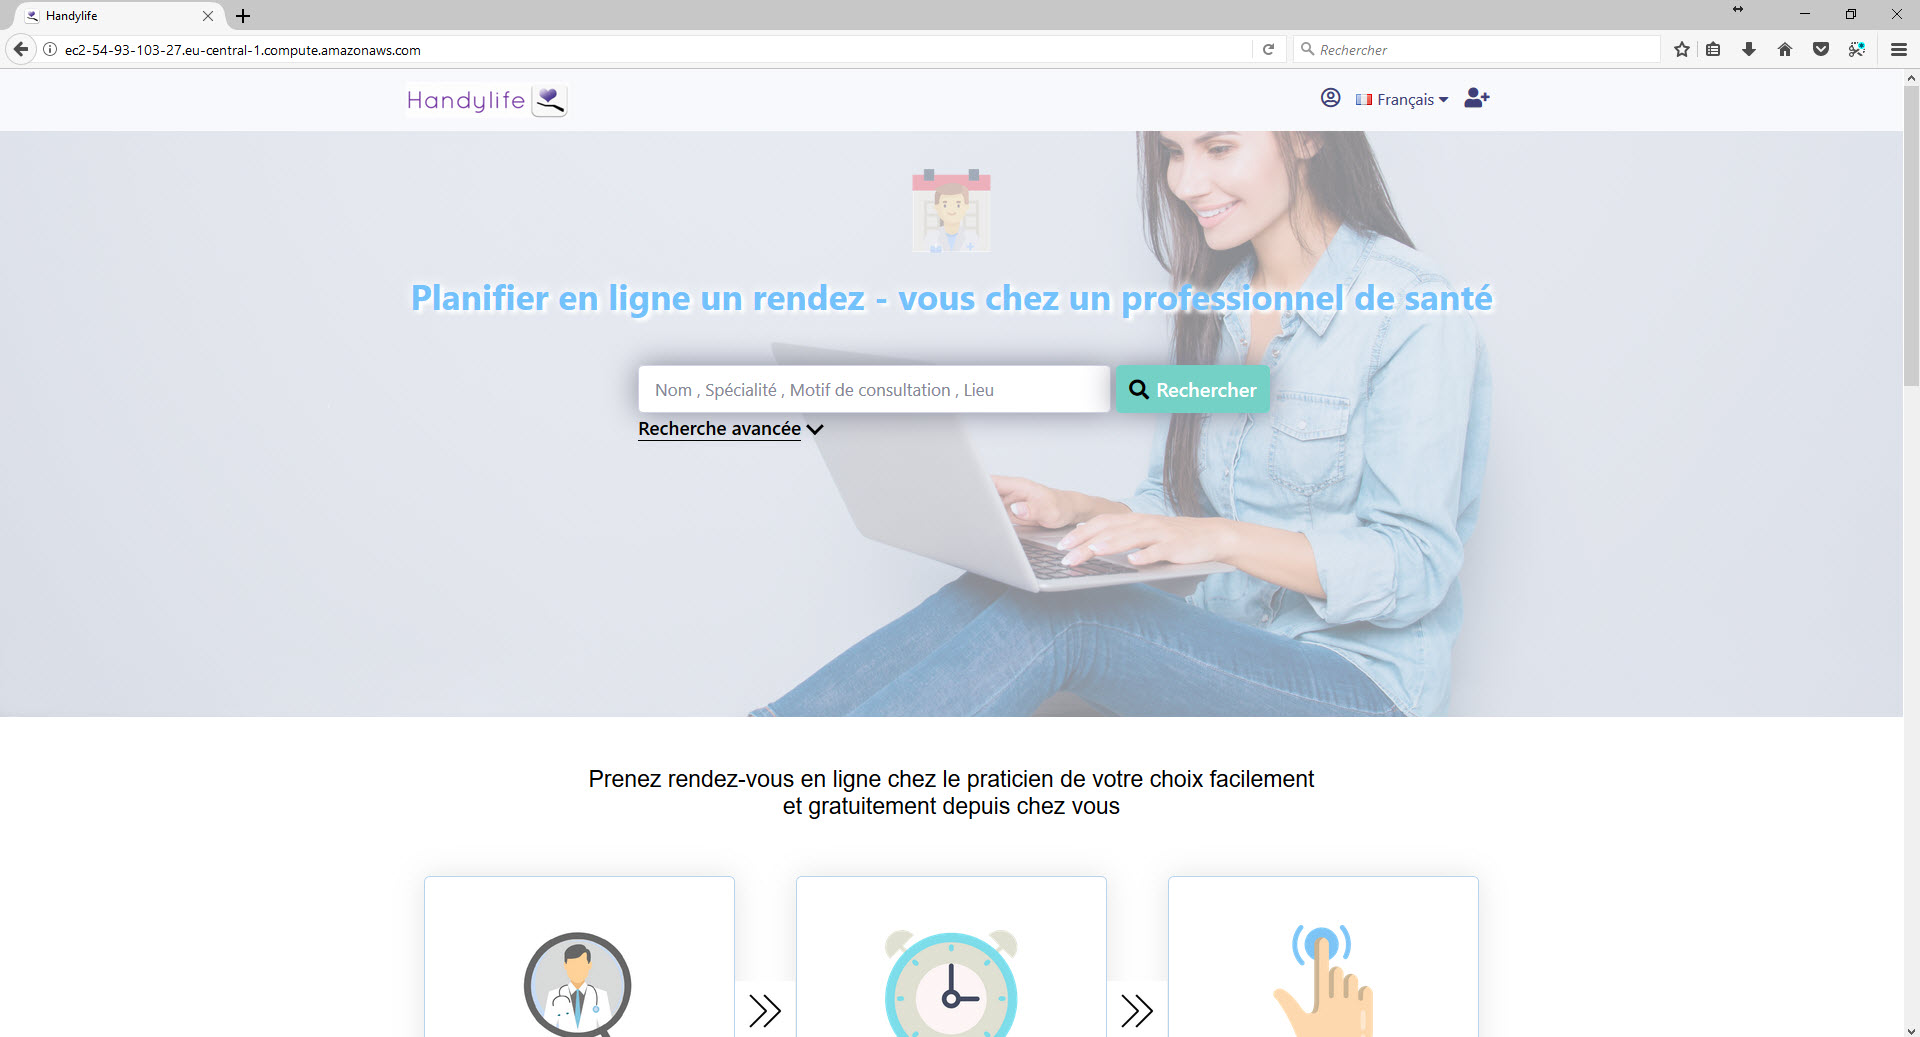 Handylife
ec2-54-93-103-27.eu-central-1.compute.amazonaws.com
Rechercher
Handylife
Français
Planifier en ligne un rendez - vous chez un professionnel de santé
Nom , Spécialité , Motif de consultation , Lieu
Rechercher
Recherche avancée
Prenez rendez-vous en ligne chez le praticien de votre choix facilement
et gratuitement depuis chez vous